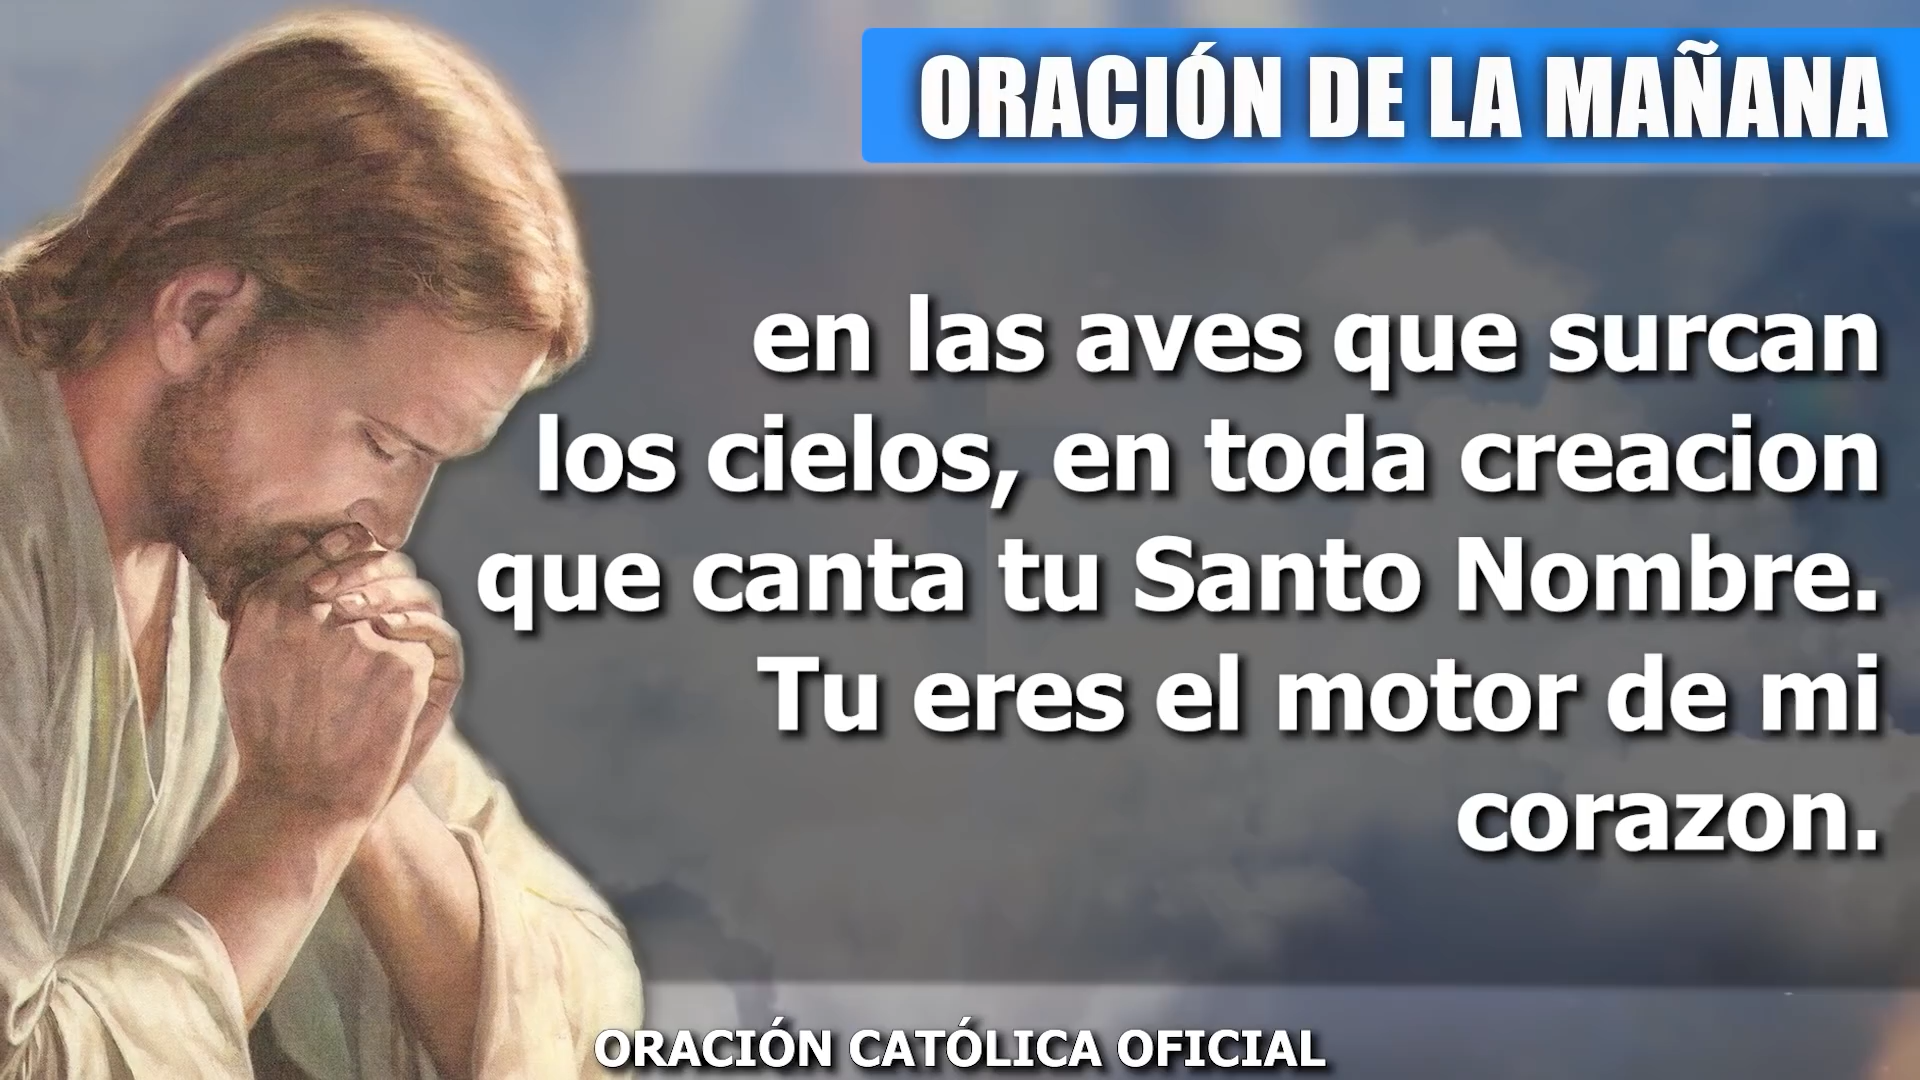 ORACIÓN DE LA MAÑANA
en las aves que surcan
los cielos, en toda creacion
que canta tu Santo Nombre.
Tu eres el motor de mi
corazon.
ORACIÓN CATÓLICA OFICIAL